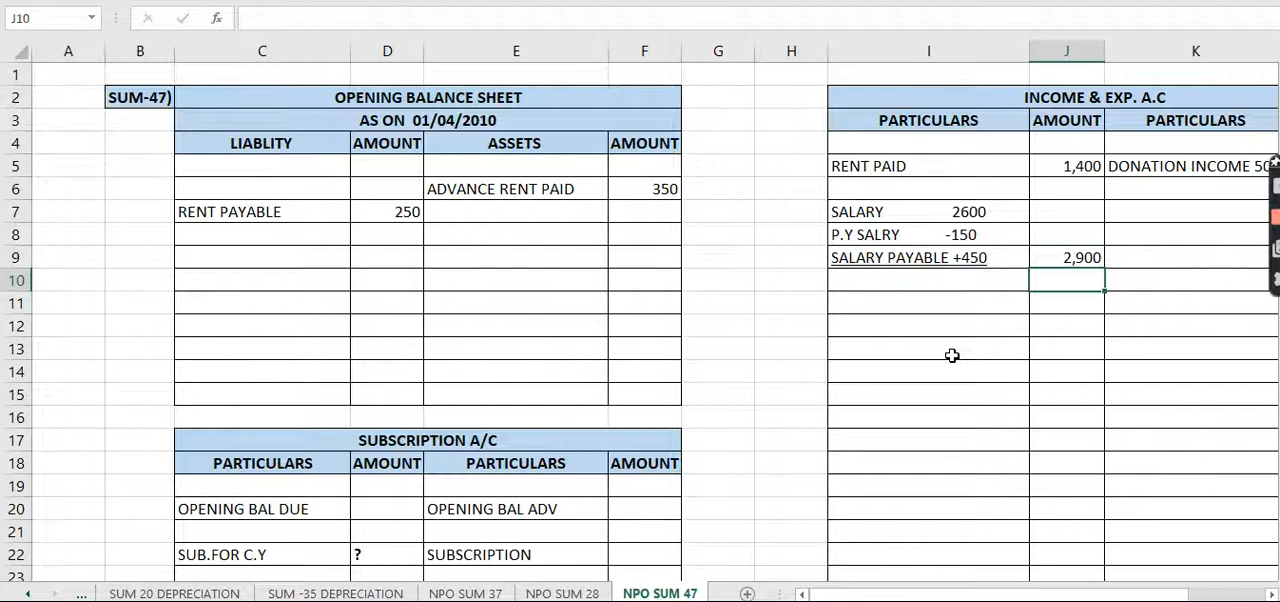 J10
fx
A B C D E F G H I J K
1
2 SUM-47) OPENING BALANCE SHEET INCOME & EXP. A.C
3 AS ON 01/04/2010 PARTICULARS AMOUNT PARTICULARS
4 LIABLITY AMOUNT ASSETS AMOUNT
5 RENT PAID 1,400 DONATION INCOME 50
6 ADVANCE RENT PAID 350
7 RENT PAYABLE 250 SALARY 2600
8 P.Y SALRY -150
9 SALARY PAYABLE +450 2,900
10
11
12
13
14
15
16
17 SUBSCRIPTION A/C
18 PARTICULARS AMOUNT PARTICULARS AMOUNT
19
20 OPENING BAL DUE OPENING BAL ADV
21
22 SUB.FOR C.Y ? SUBSCRIPTION
23
... SUM 20 DEPRECIATION SUM -35 DEPRECIATION NPO SUM 37 NPO SUM 28 NPO SUM 47